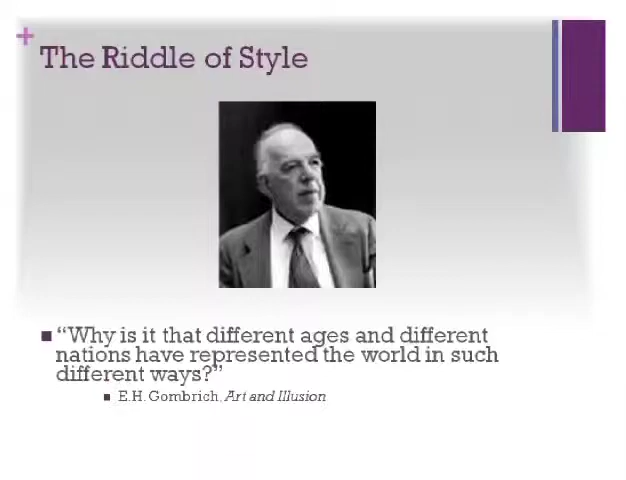 The Riddle of Style
“Why is it that different ages and different
nations have represented the world in such
different ways?”
E.H. Gombrich, Art and Illusion